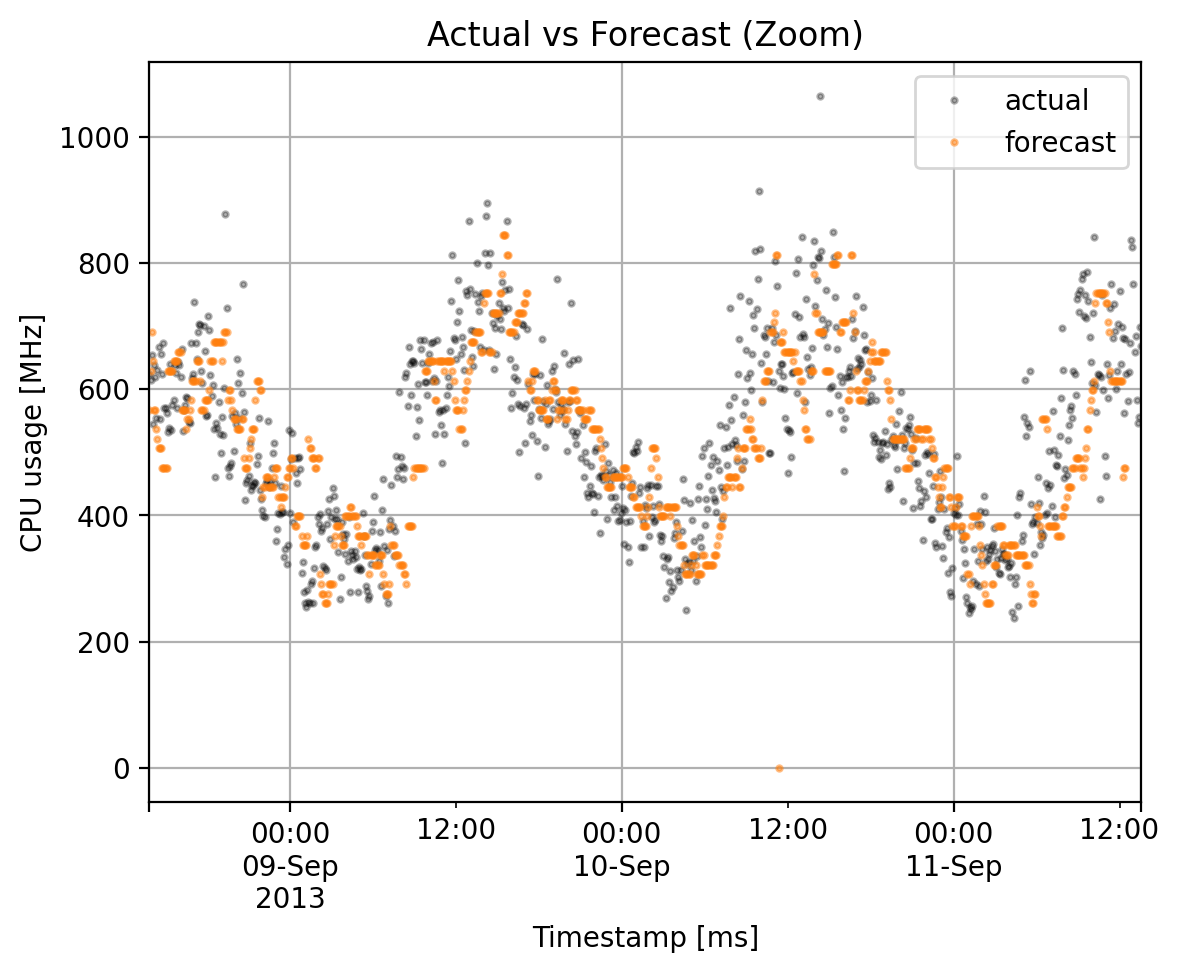 Actual vs Forecast (Zoom)
actual
forecast
CPU usage [MHz]
1000
800
600
400
200
0
00:00 12:00 00:00 12:00 00:00 12:00
09-Sep 10-Sep 11-Sep
2013
Timestamp [ms]